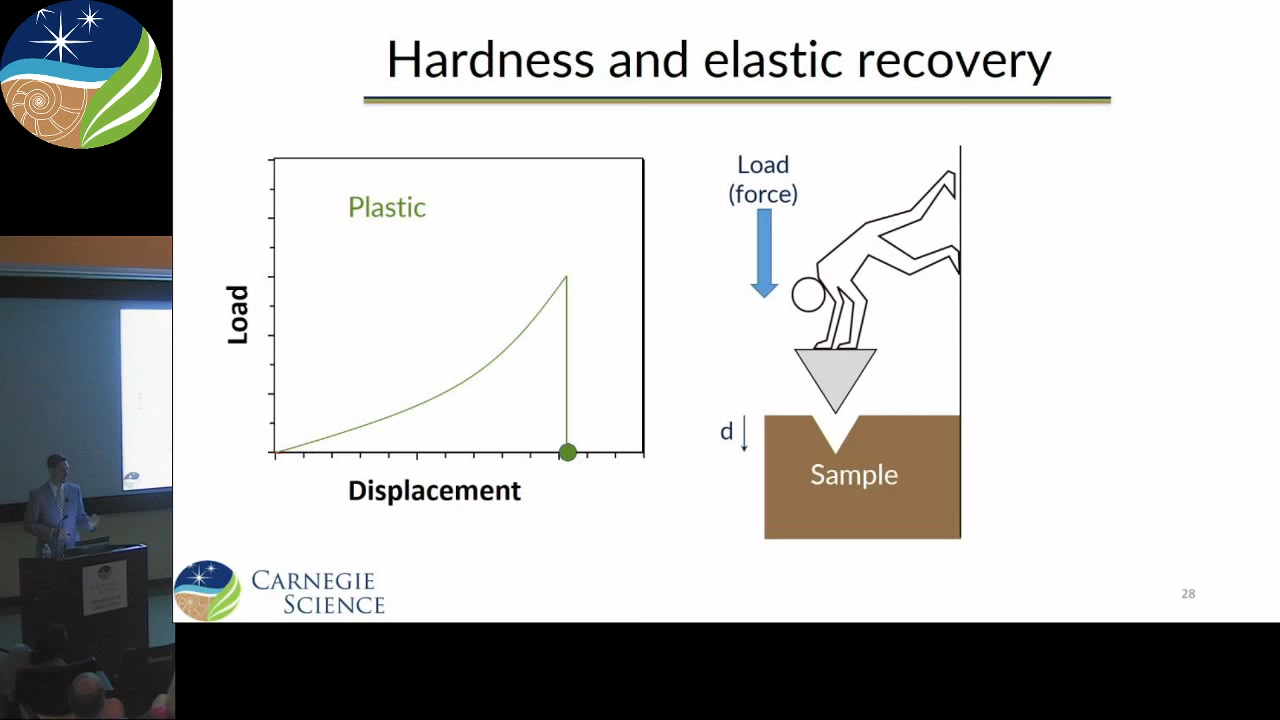 Hardness and elastic recovery
Plastic
Load
Displacement
Load
(force)
d
Sample
CARNEGIE
SCIENCE
28